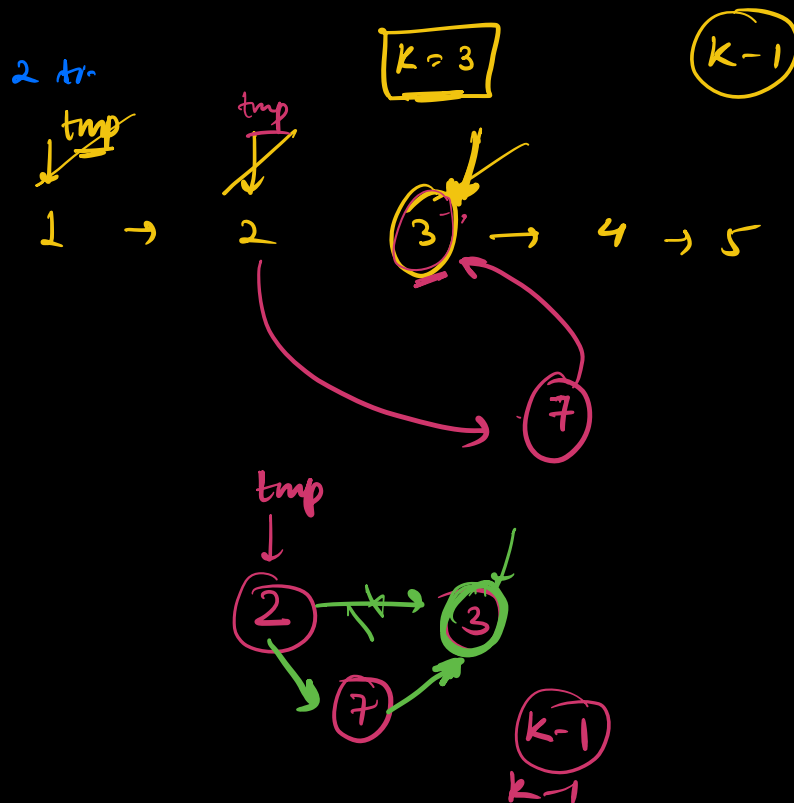 K = 3
K - 1
2
tmp
tmp
1 → 2 3 → 4 → 5
7
tmp
2 → 3
7
K-1
K-1